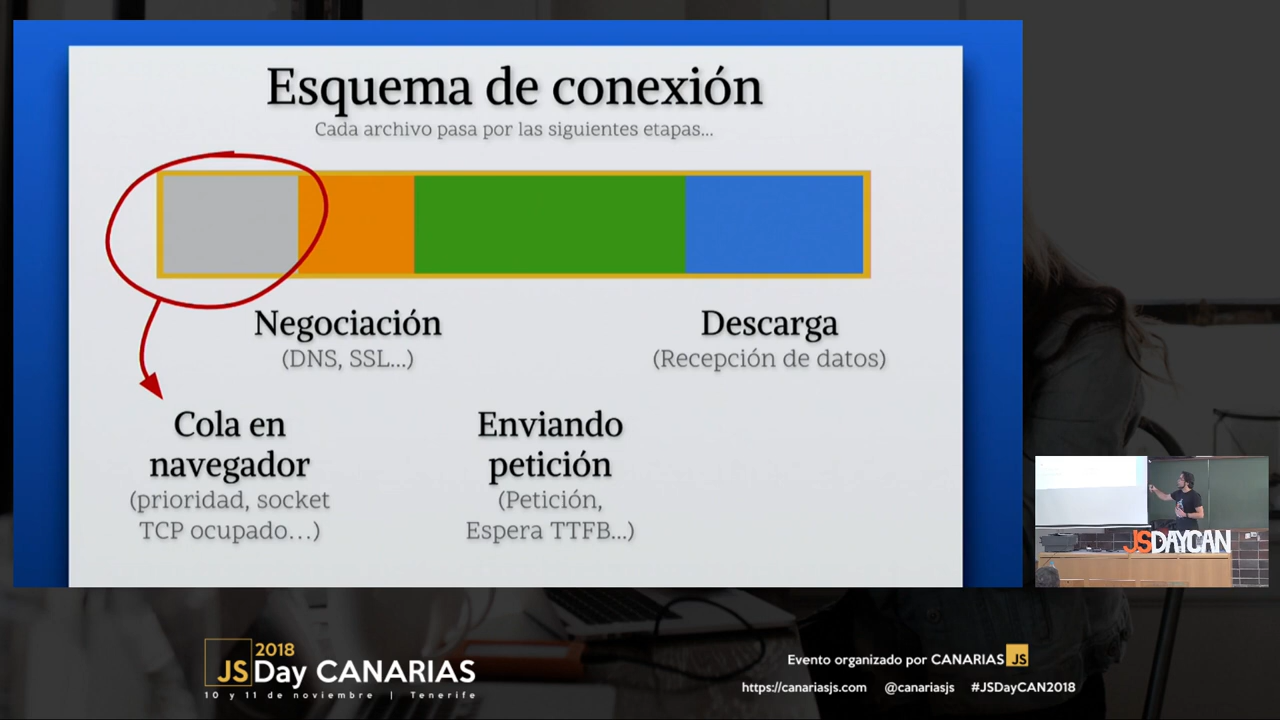 Esquema de conexión
Cada archivo pasa por las siguientes etapas...
Negociación
(DNS, SSL...)
Descarga
(Recepción de datos)
Cola en
navegador
(prioridad, socket
TCP ocupado...)
Enviando
petición
(Petición,
Espera TTFB...)
JSDAYCAN
2018
JS Day CANARIAS
10 y 11 de noviembre | Tenerife
Evento organizado por CANARIAS JS
https://canariasjs.com @canariasjs #JSDayCAN2018